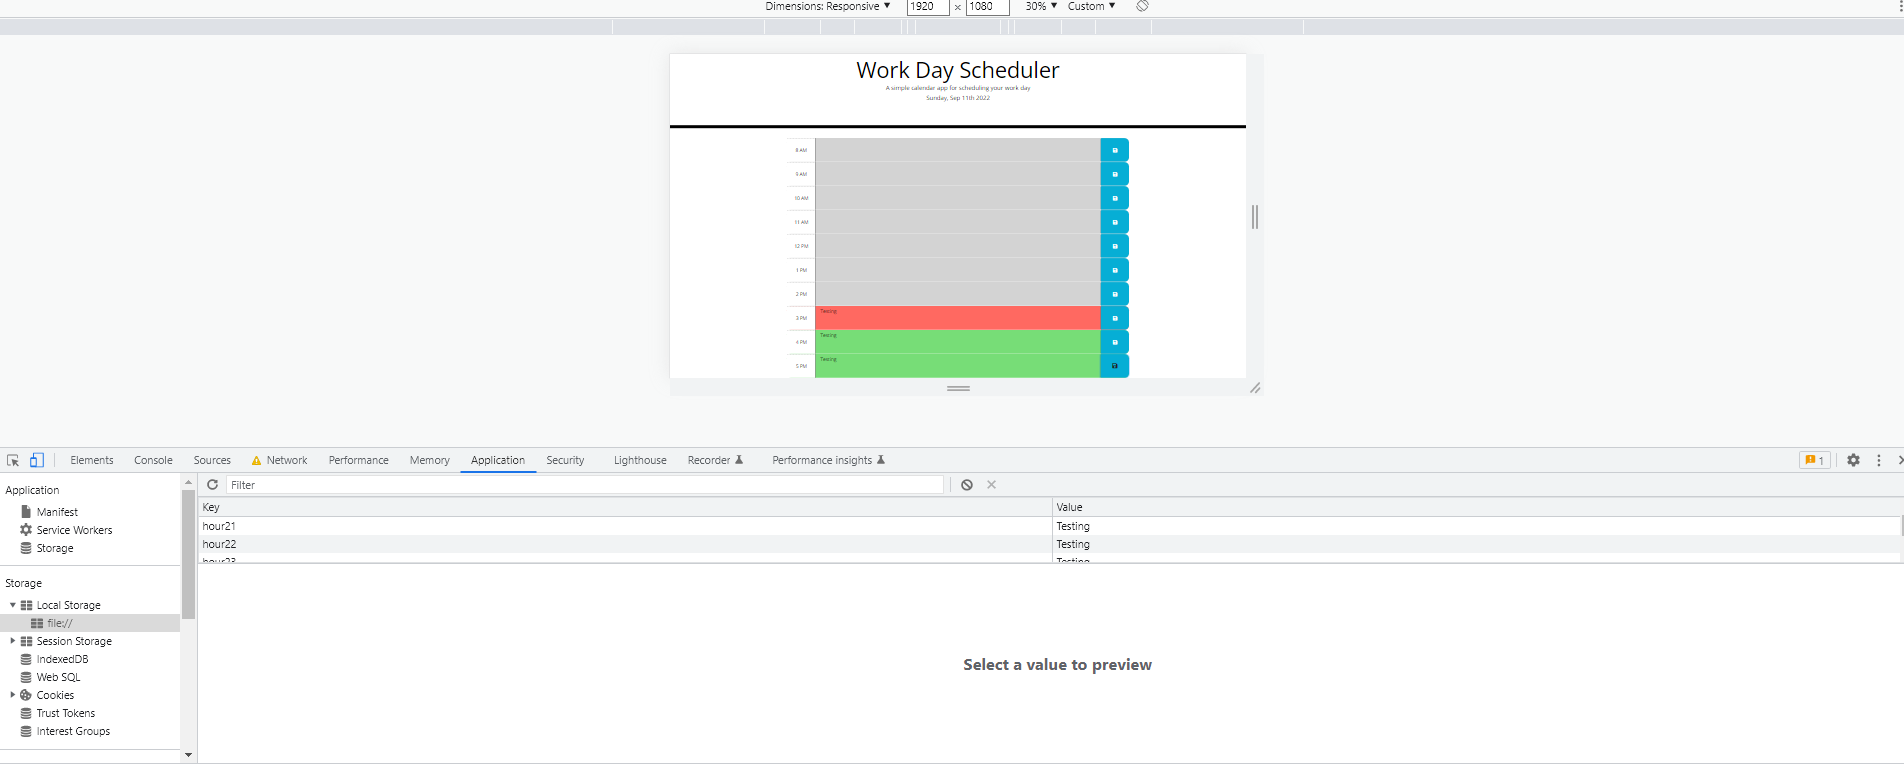 Dimensions: Responsive ▼ 1920 × 1080 30% ▼ Custom ▼
Work Day Scheduler
A simple calendar app for scheduling your work day
Sunday, Sep 11th 2022
8 AM
9 AM
10 AM
11 AM
12 PM
1 PM
2 PM
Testing
3 PM
Testing
4 PM
Testing
5 PM
Elements Console Sources Network Performance Memory Application Security Lighthouse Recorder Performance insights 1
Application
Manifest
Service Workers
Storage
Storage
Local Storage
file://
Session Storage
IndexedDB
Web SQL
Cookies
Trust Tokens
Interest Groups
Filter
Key Value
hour21 Testing
hour22 Testing
hour23 Testing
Select a value to preview